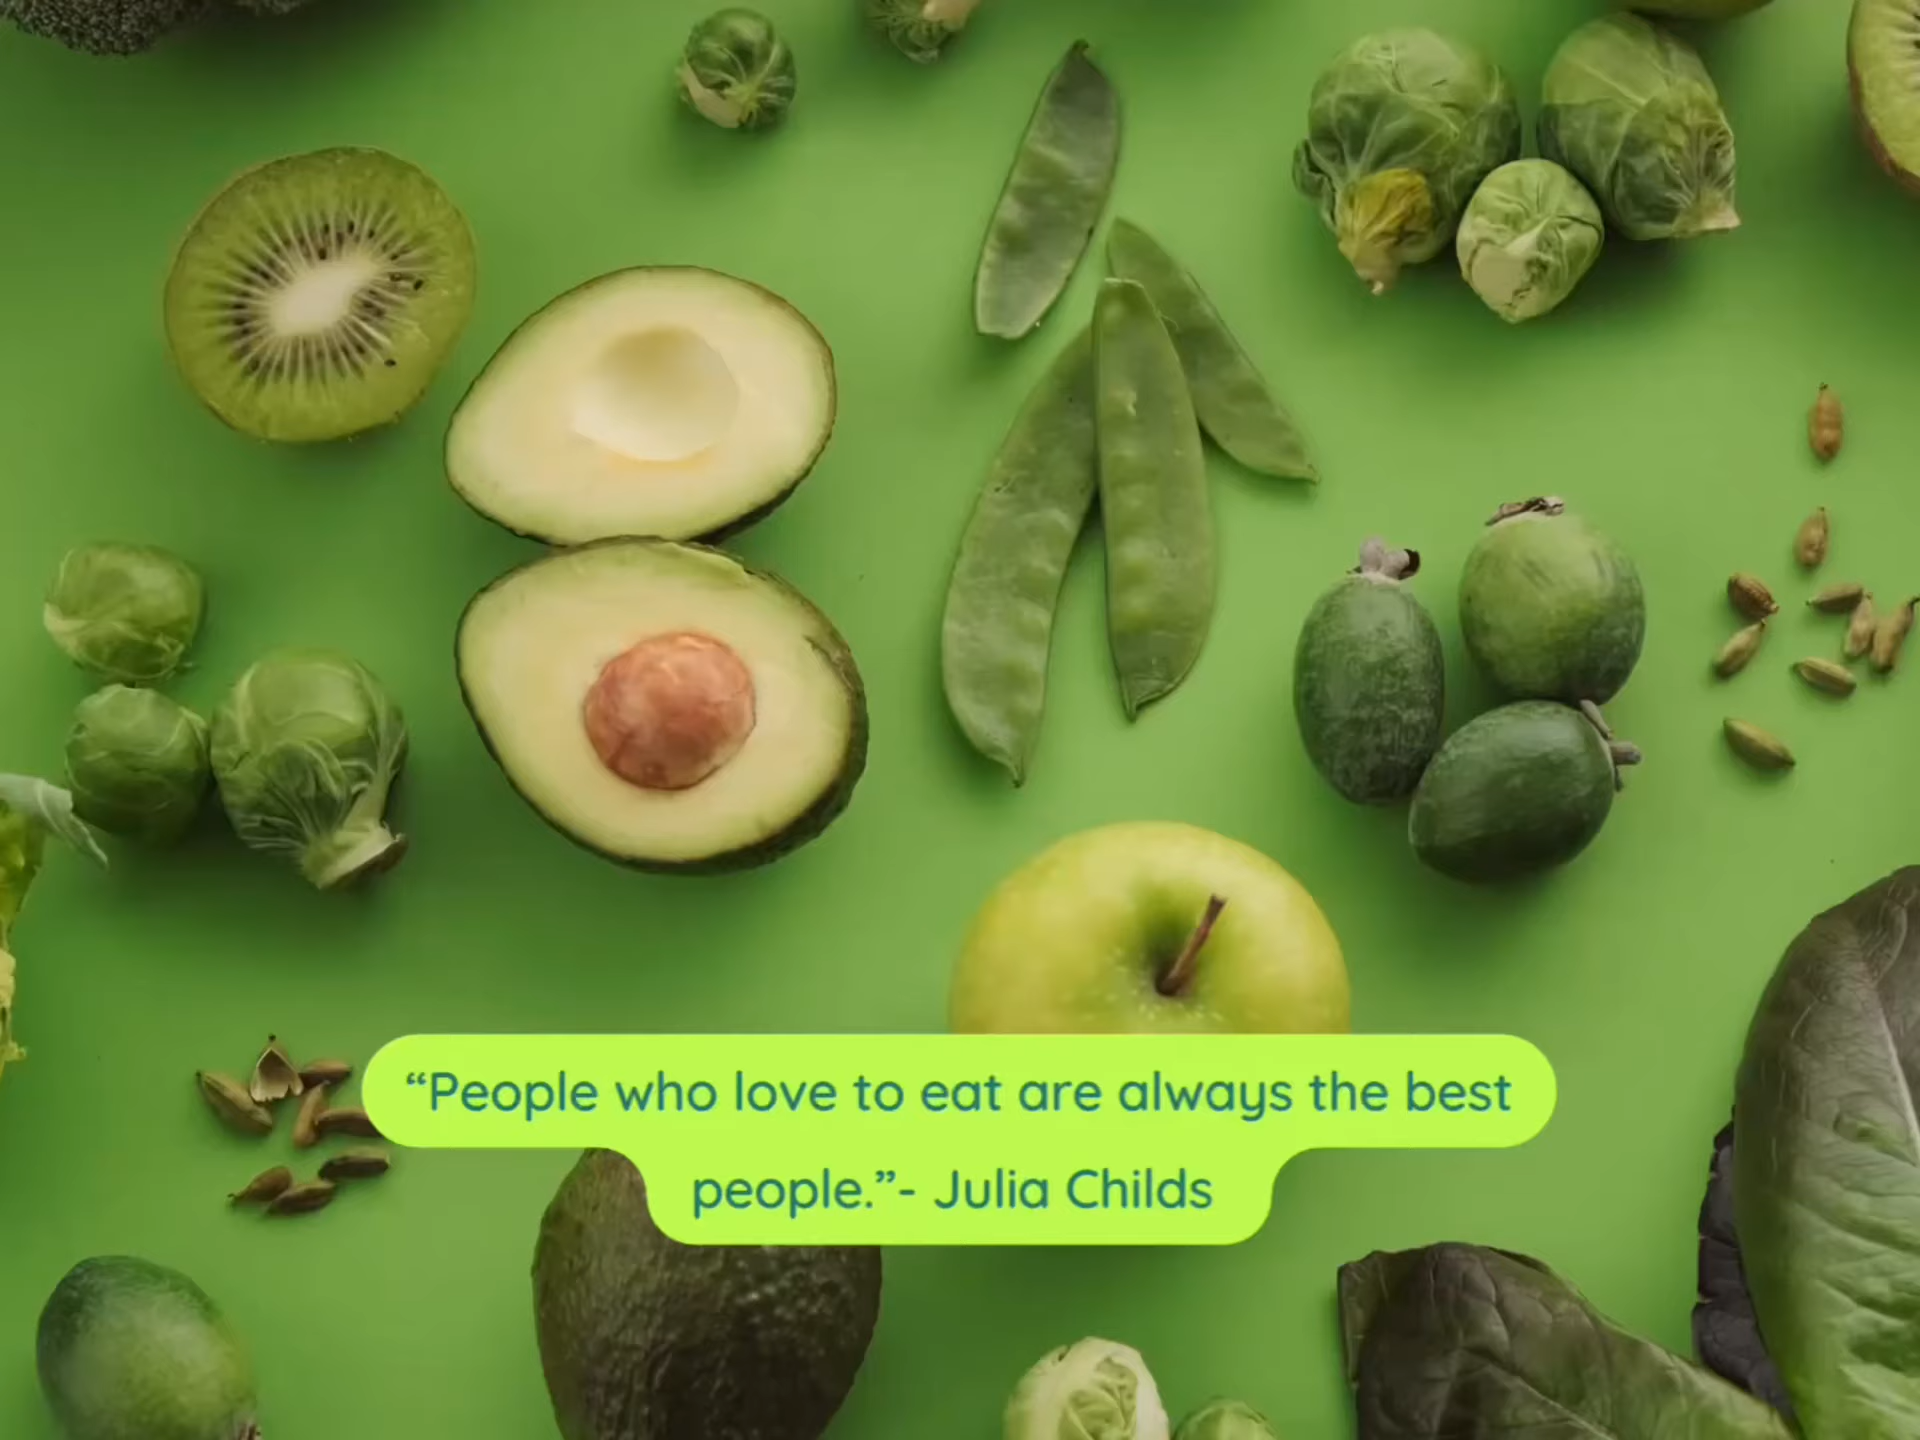 “People who love to eat are always the best
people.”- Julia Childs